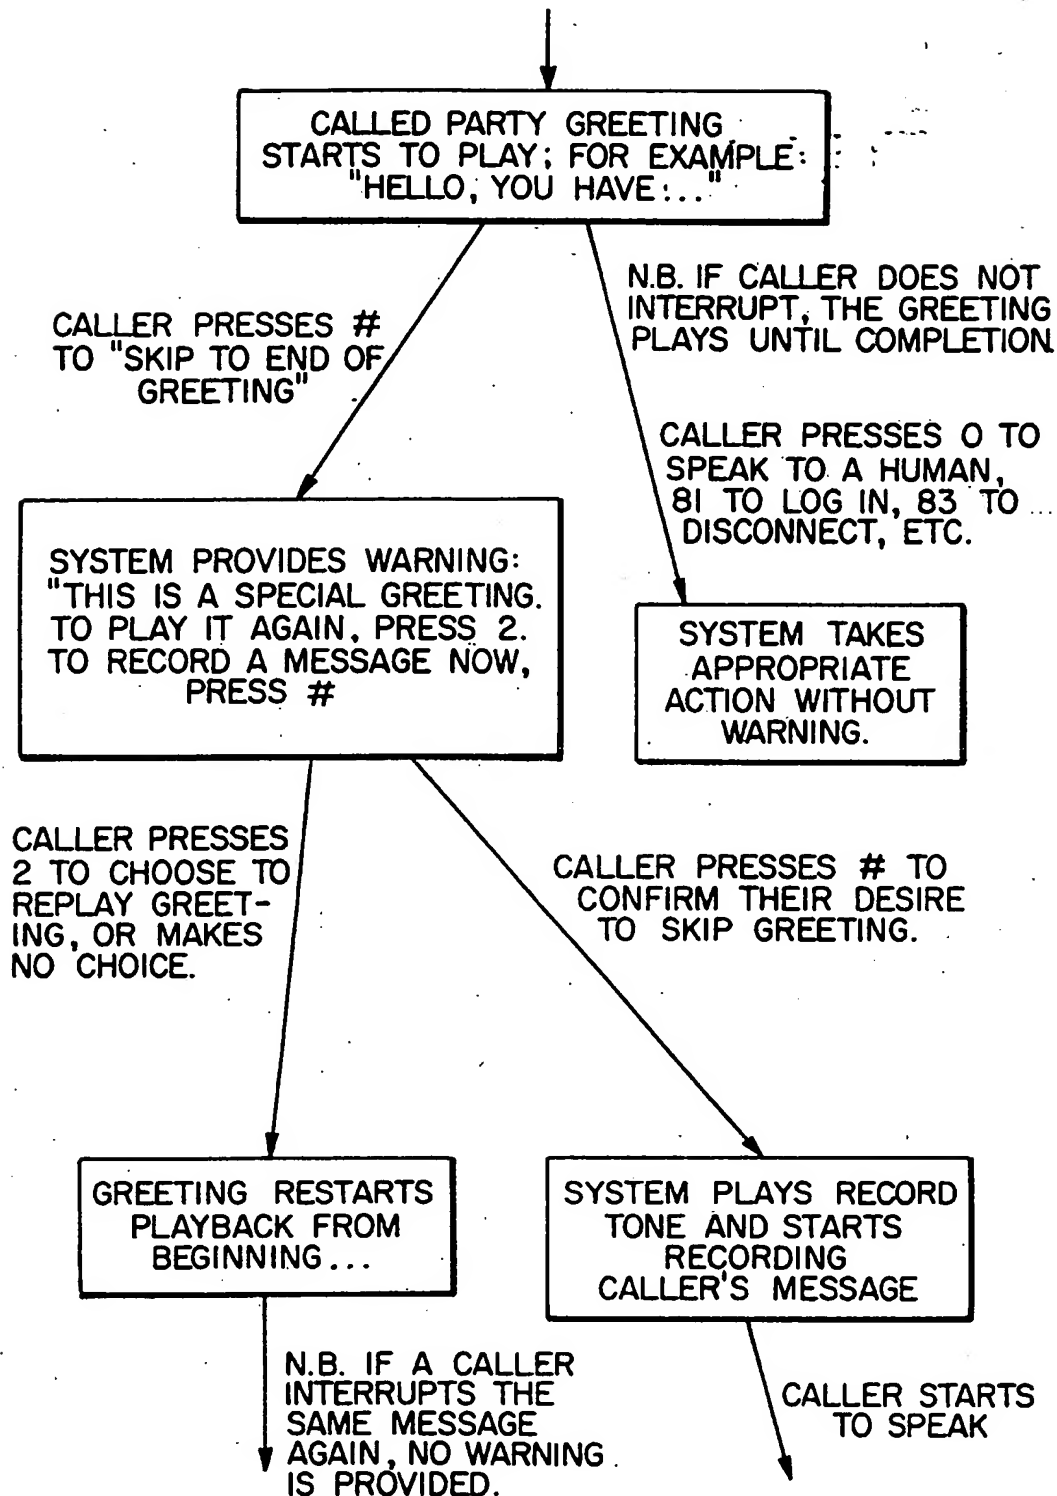 CALLED PARTY GREETING
STARTS TO PLAY; FOR EXAMPLE:
"HELLO, YOU HAVE:..."
N.B. IF CALLER DOES NOT
INTERRUPT, THE GREETING
PLAYS UNTIL COMPLETION.
CALLER PRESSES #
TO "SKIP TO END OF
GREETING"
CALLER PRESSES 0 TO
SPEAK TO A HUMAN,
81 TO LOG IN, 83 TO
DISCONNECT, ETC.
SYSTEM PROVIDES WARNING:
"THIS IS A SPECIAL GREETING.
TO PLAY IT AGAIN, PRESS 2.
TO RECORD A MESSAGE NOW,
PRESS #
SYSTEM TAKES
APPROPRIATE
ACTION WITHOUT
WARNING.
CALLER PRESSES
2 TO CHOOSE TO
REPLAY GREET-
ING, OR MAKES
NO CHOICE.
CALLER PRESSES # TO
CONFIRM THEIR DESIRE
TO SKIP GREETING.
GREETING RESTARTS
PLAYBACK FROM
BEGINNING...
SYSTEM PLAYS RECORD
TONE AND STARTS
RECORDING
CALLER'S MESSAGE
N.B. IF A CALLER
INTERRUPTS THE
SAME MESSAGE
AGAIN, NO WARNING
IS PROVIDED.
CALLER STARTS
TO SPEAK